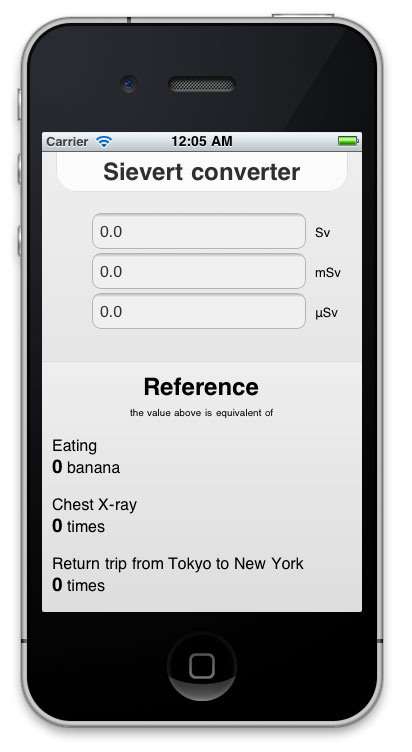 Carrier 12:05 AM
Sievert converter
0.0 Sv
0.0 mSv
0.0 µSv
Reference
the value above is equivalent of
Eating
0 banana
Chest X-ray
0 times
Return trip from Tokyo to New York
0 times